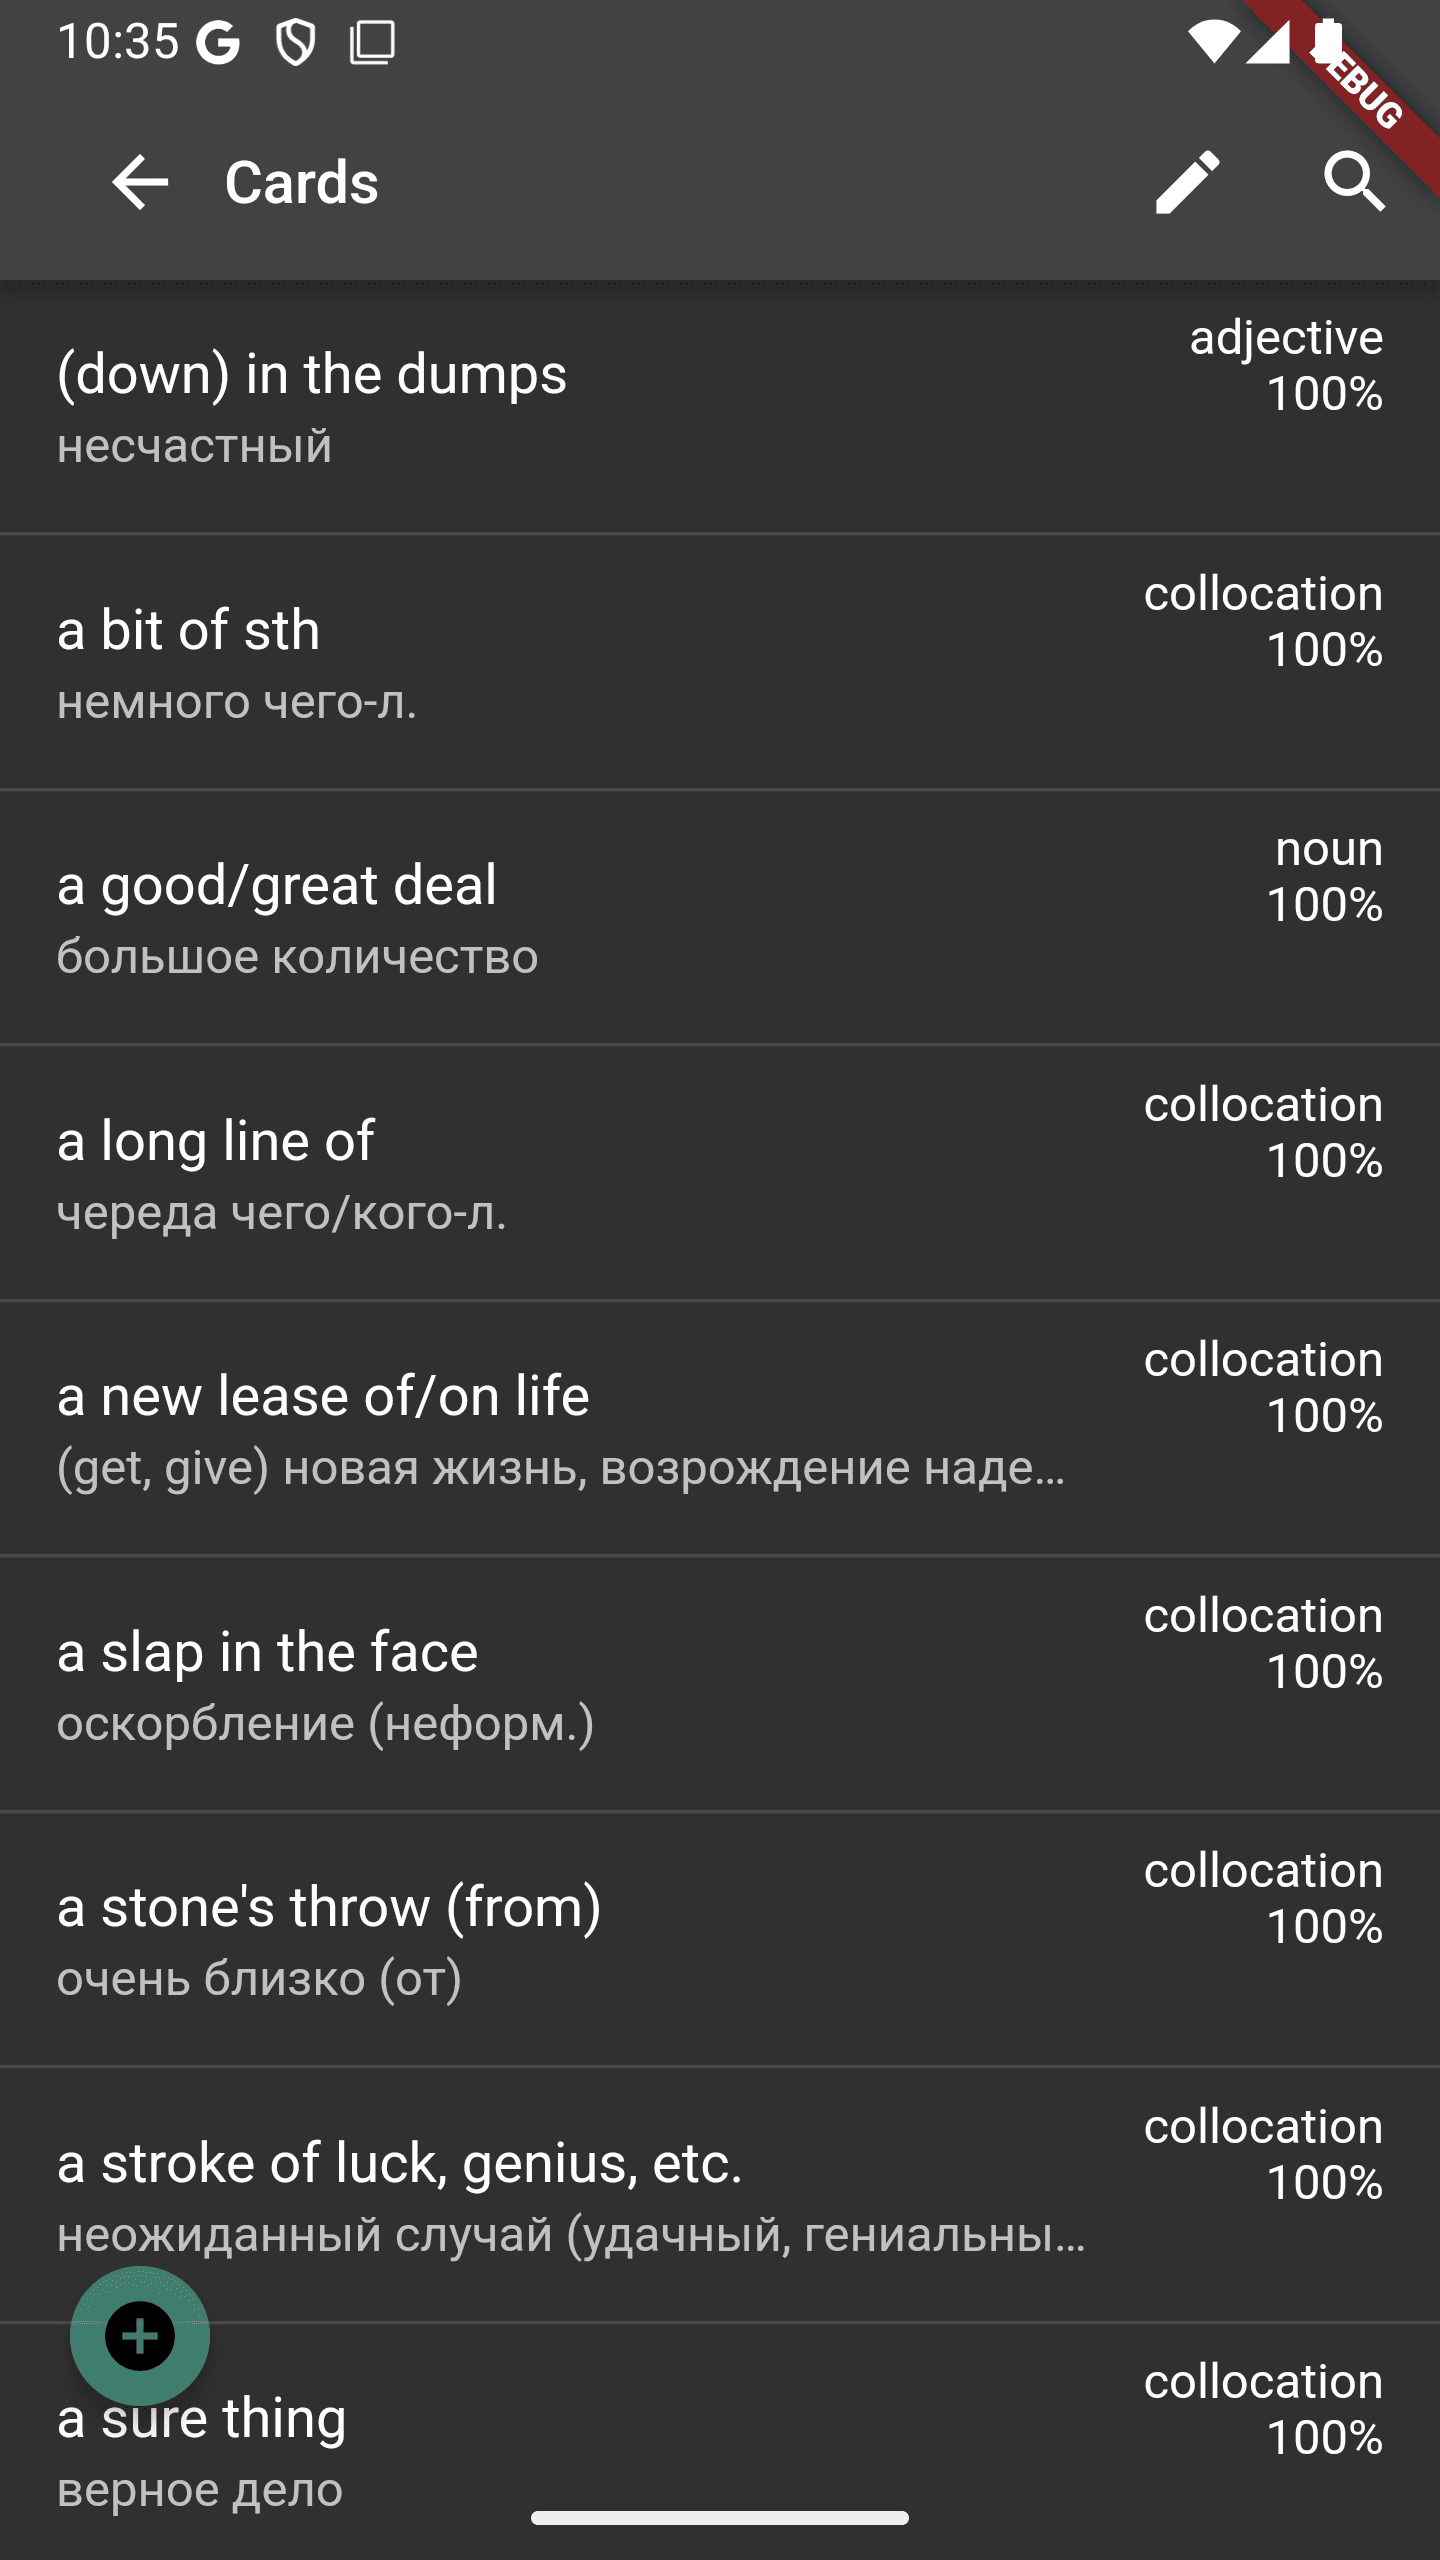 10:35
DEBUG
Cards
(down) in the dumps
adjective
100%
несчастный
a bit of sth
collocation
100%
немного чего-л.
a good/great deal
noun
100%
большое количество
a long line of
collocation
100%
череда чего/кого-л.
a new lease of/on life
collocation
100%
(get, give) новая жизнь, возрождение наде...
a slap in the face
collocation
100%
оскорбление (неформ.)
a stone's throw (from)
collocation
100%
очень близко (от)
a stroke of luck, genius, etc.
collocation
100%
неожиданный случай (удачный, гениальны...
a sure thing
collocation
100%
верное дело